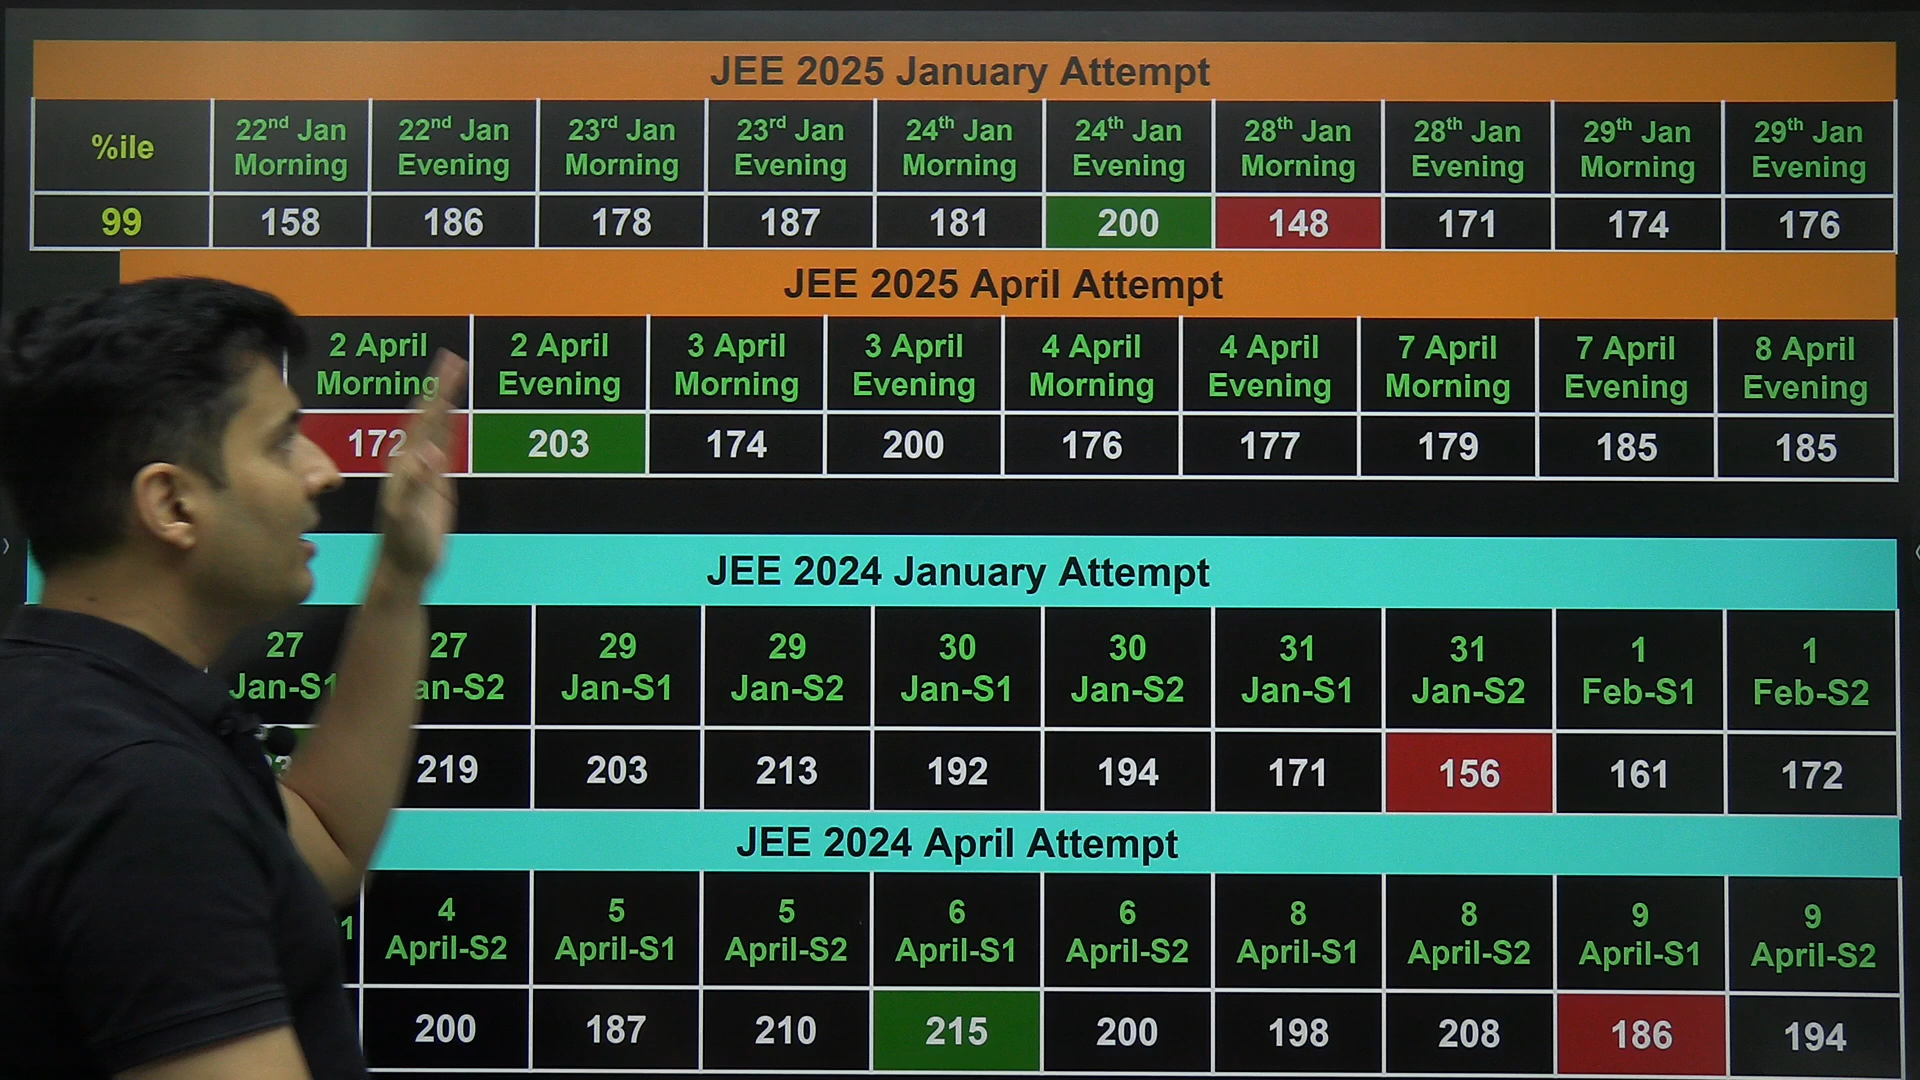 JEE 2025 January Attempt
%ile 22nd Jan Morning 22nd Jan Evening 23rd Jan Morning 23rd Jan Evening 24th Jan Morning 24th Jan Evening 28th Jan Morning 28th Jan Evening 29th Jan Morning 29th Jan Evening
99 158 186 178 187 181 200 148 171 174 176
JEE 2025 April Attempt
2 April Morning 2 April Evening 3 April Morning 3 April Evening 4 April Morning 4 April Evening 7 April Morning 7 April Evening 8 April Evening
172 203 174 200 176 177 179 185 185
JEE 2024 January Attempt
27 Jan-S1 27 an-S2 29 Jan-S1 29 Jan-S2 30 Jan-S1 30 Jan-S2 31 Jan-S1 31 Jan-S2 1 Feb-S1 1 Feb-S2
219 203 213 192 194 171 156 161 172
JEE 2024 April Attempt
1 4 April-S2 5 April-S1 5 April-S2 6 April-S1 6 April-S2 8 April-S1 8 April-S2 9 April-S1 9 April-S2
200 187 210 215 200 198 208 186 194